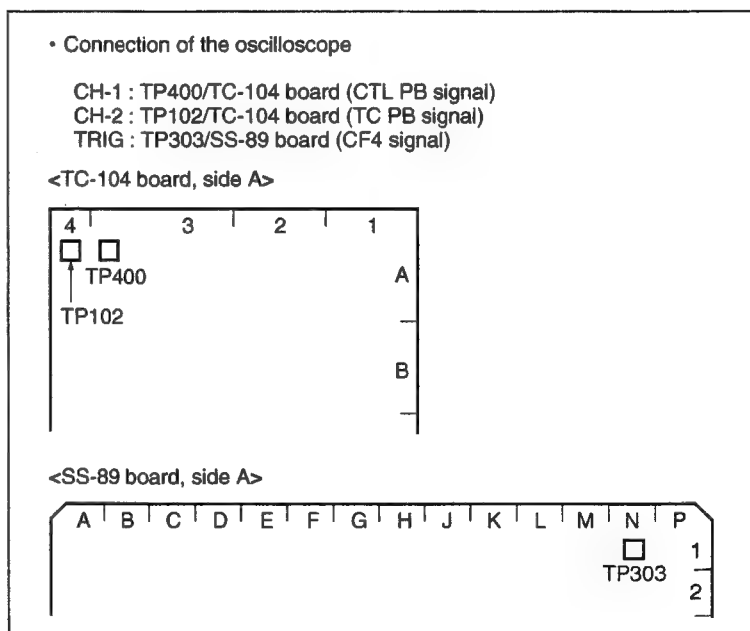 • Connection of the oscilloscope
CH-1 : TP400/TC-104 board (CTL PB signal)
CH-2 : TP102/TC-104 board (TC PB signal)
TRIG : TP303/SS-89 board (CF4 signal)
<TC-104 board, side A>
4 3 2 1
TP400
A
TP102
B
<SS-89 board, side A>
A B C D E F G H J K L M N P
1
TP303
2